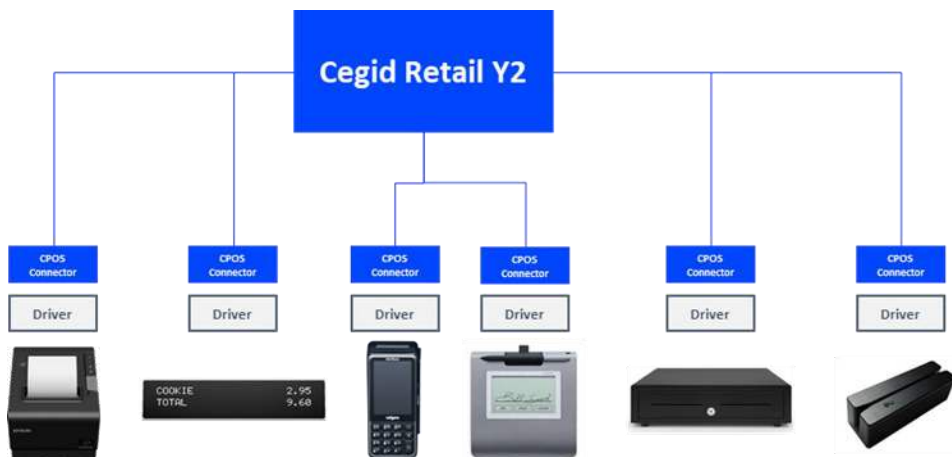 Cegid Retail Y2
CPOS
Connector
CPOS
Connector
CPOS
Connector
CPOS
Connector
CPOS
Connector
CPOS
Connector
Driver
Driver
Driver
Driver
Driver
Driver
COOKIE 2.95
TOTAL 9.60